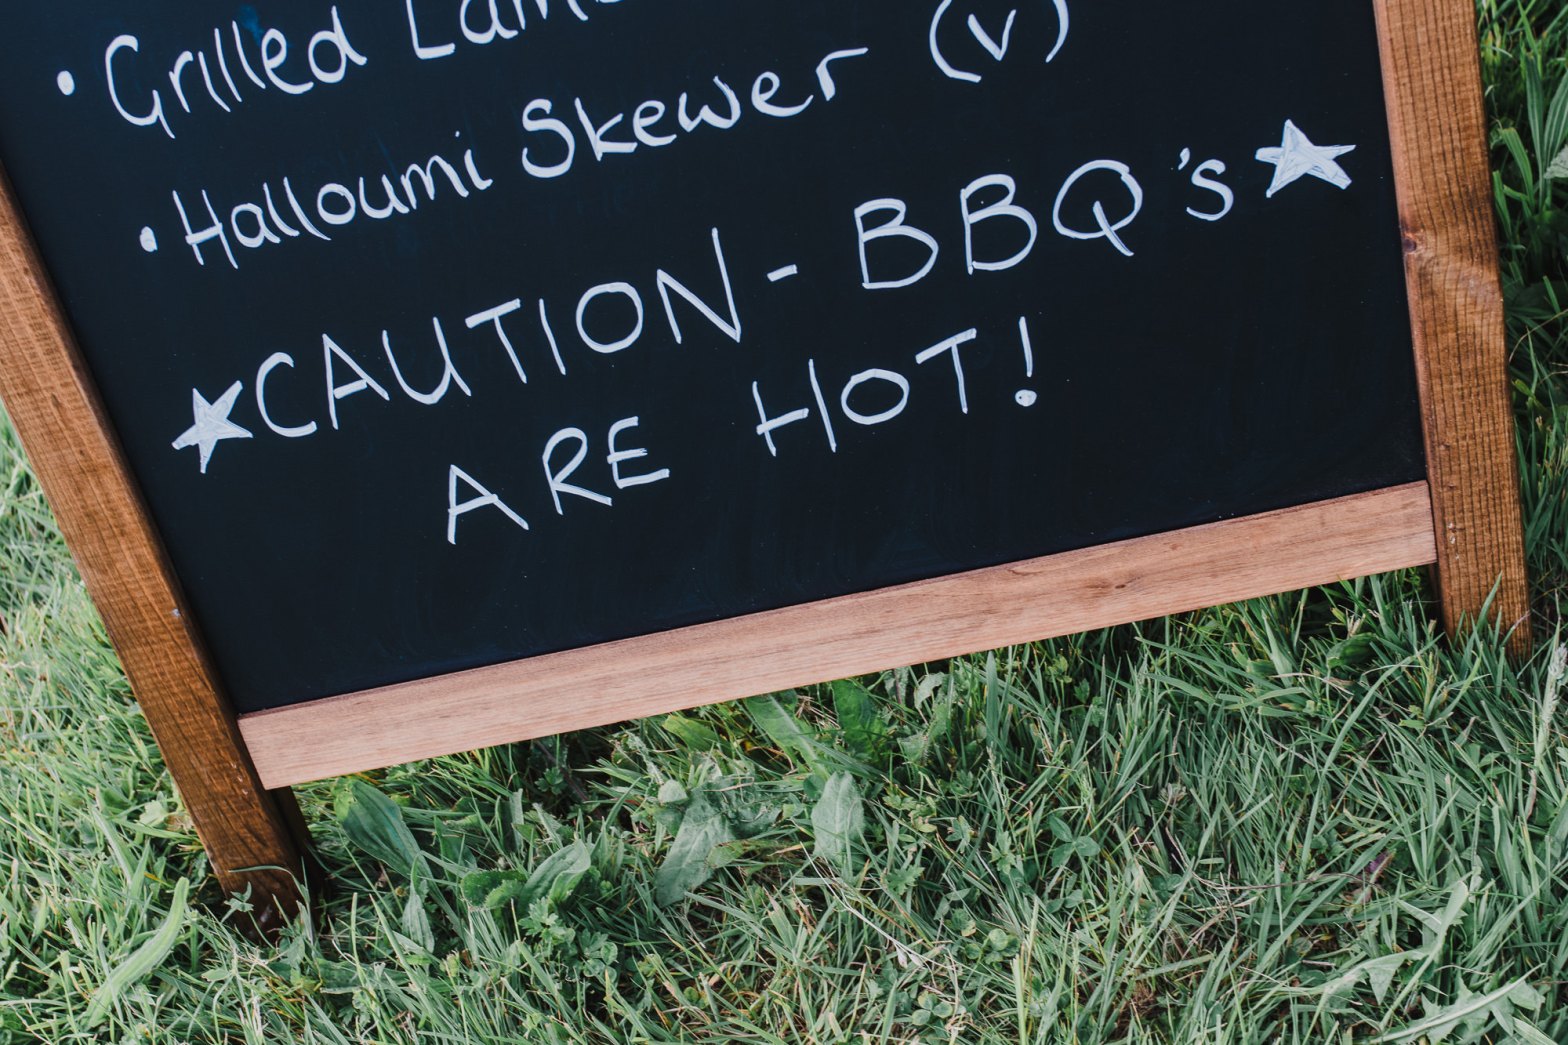 • Grilled
• Halloumi Skewer (v)
CAUTION - BBQ's
ARE HOT!